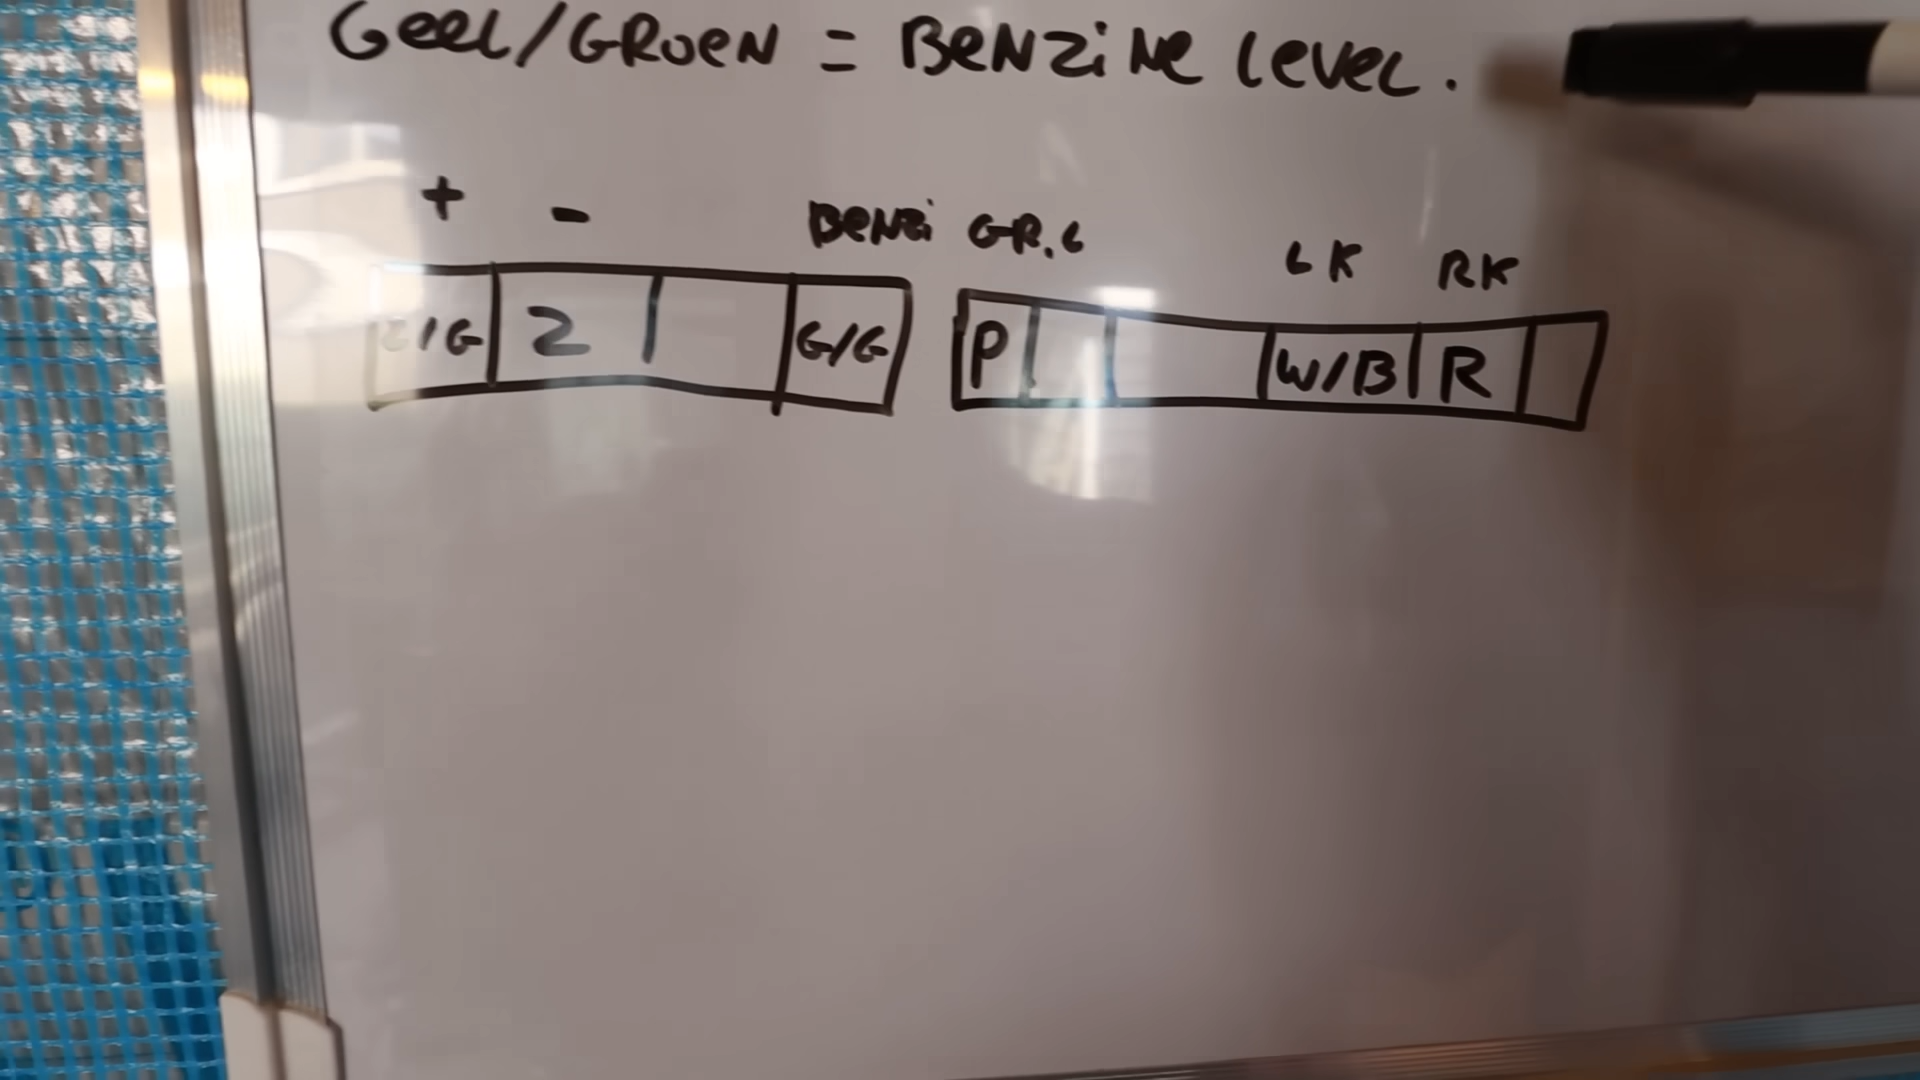 Geel/GROEN = BENZINE LEVEL.
+ - BENZi GR.L LK RK
/G Z G/G P W/B R